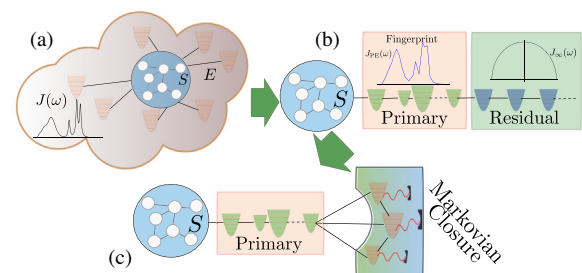 (a)
S
E
J(ω)
(b)
Fingerprint
J_PE(ω)
J_∞(ω)
S
Primary
Residual
S
Primary
(c)
Markovian
Closure